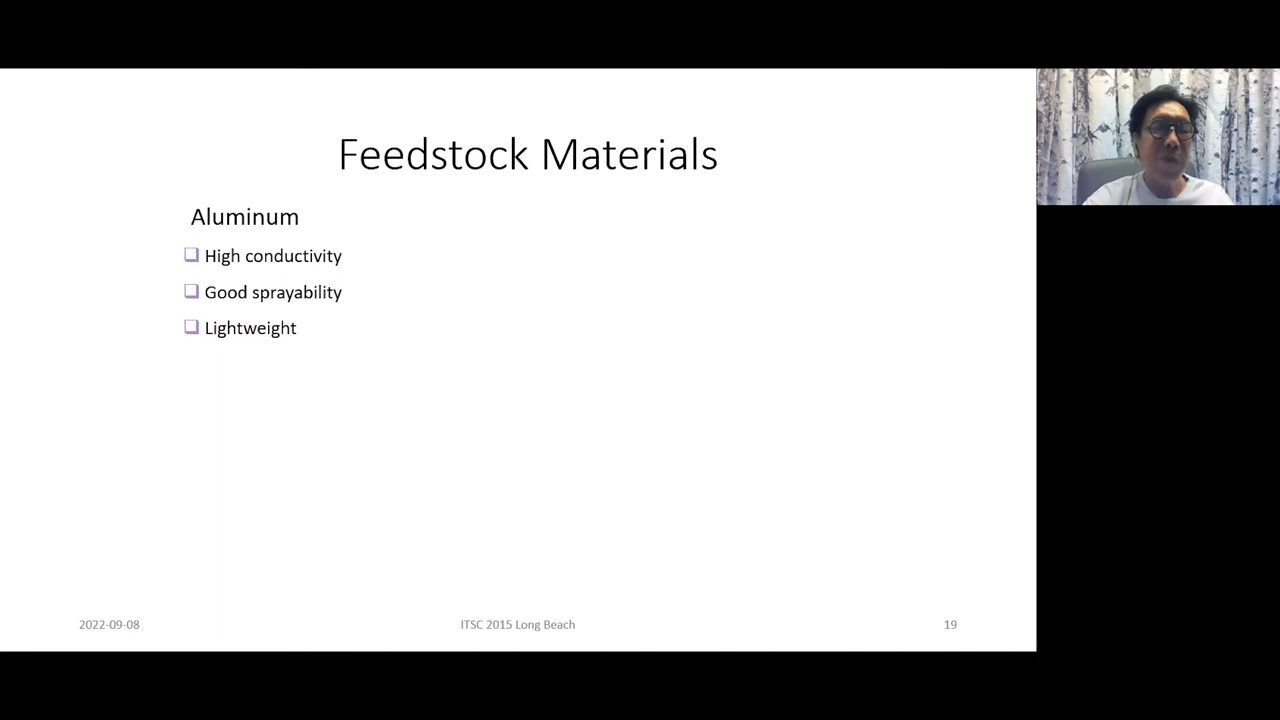 Feedstock Materials
Aluminum
High conductivity
Good sprayability
Lightweight
2022-09-08
ITSC 2015 Long Beach
19